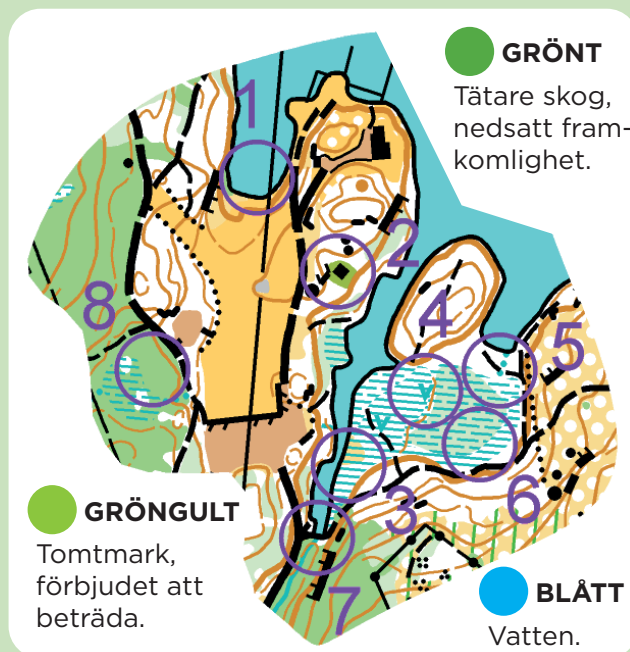 GRÖNT
Tätare skog,
nedsatt fram-
komlighet.
1
2
8
4
5
3
6
7
GRÖNGULT
Tomtmark,
förbjudet att
beträda.
BLÅTT
Vatten.